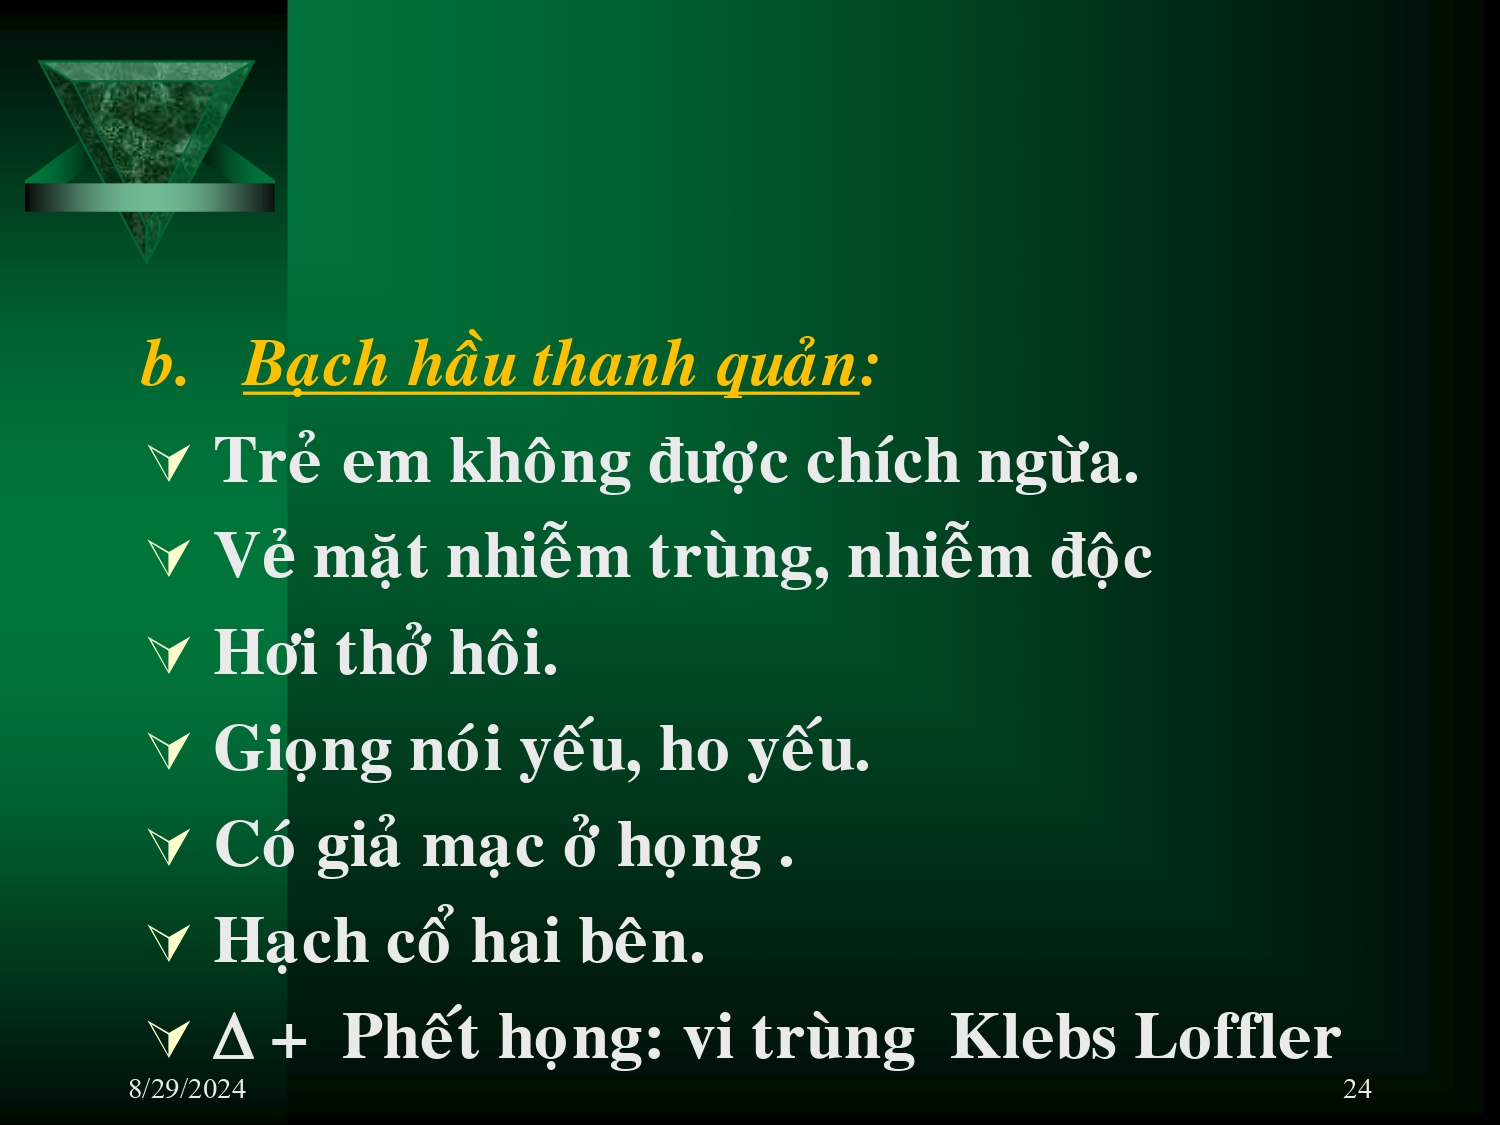 b. Bạch hầu thanh quản:
Trẻ em không được chích ngừa.
Vẻ mặt nhiễm trùng, nhiễm độc
Hơi thở hôi.
Giọng nói yếu, ho yếu.
Có giả mạc ở họng .
Hạch cổ hai bên.
Δ + Phết họng: vi trùng Klebs Loffler
8/29/2024 24